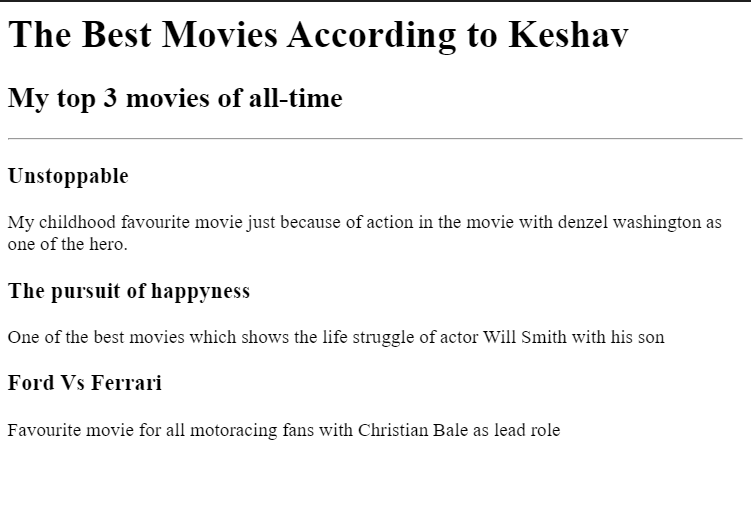 The Best Movies According to Keshav
My top 3 movies of all-time
Unstoppable
My childhood favourite movie just because of action in the movie with denzel washington as
one of the hero.
The pursuit of happyness
One of the best movies which shows the life struggle of actor Will Smith with his son
Ford Vs Ferrari
Favourite movie for all motoracing fans with Christian Bale as lead role